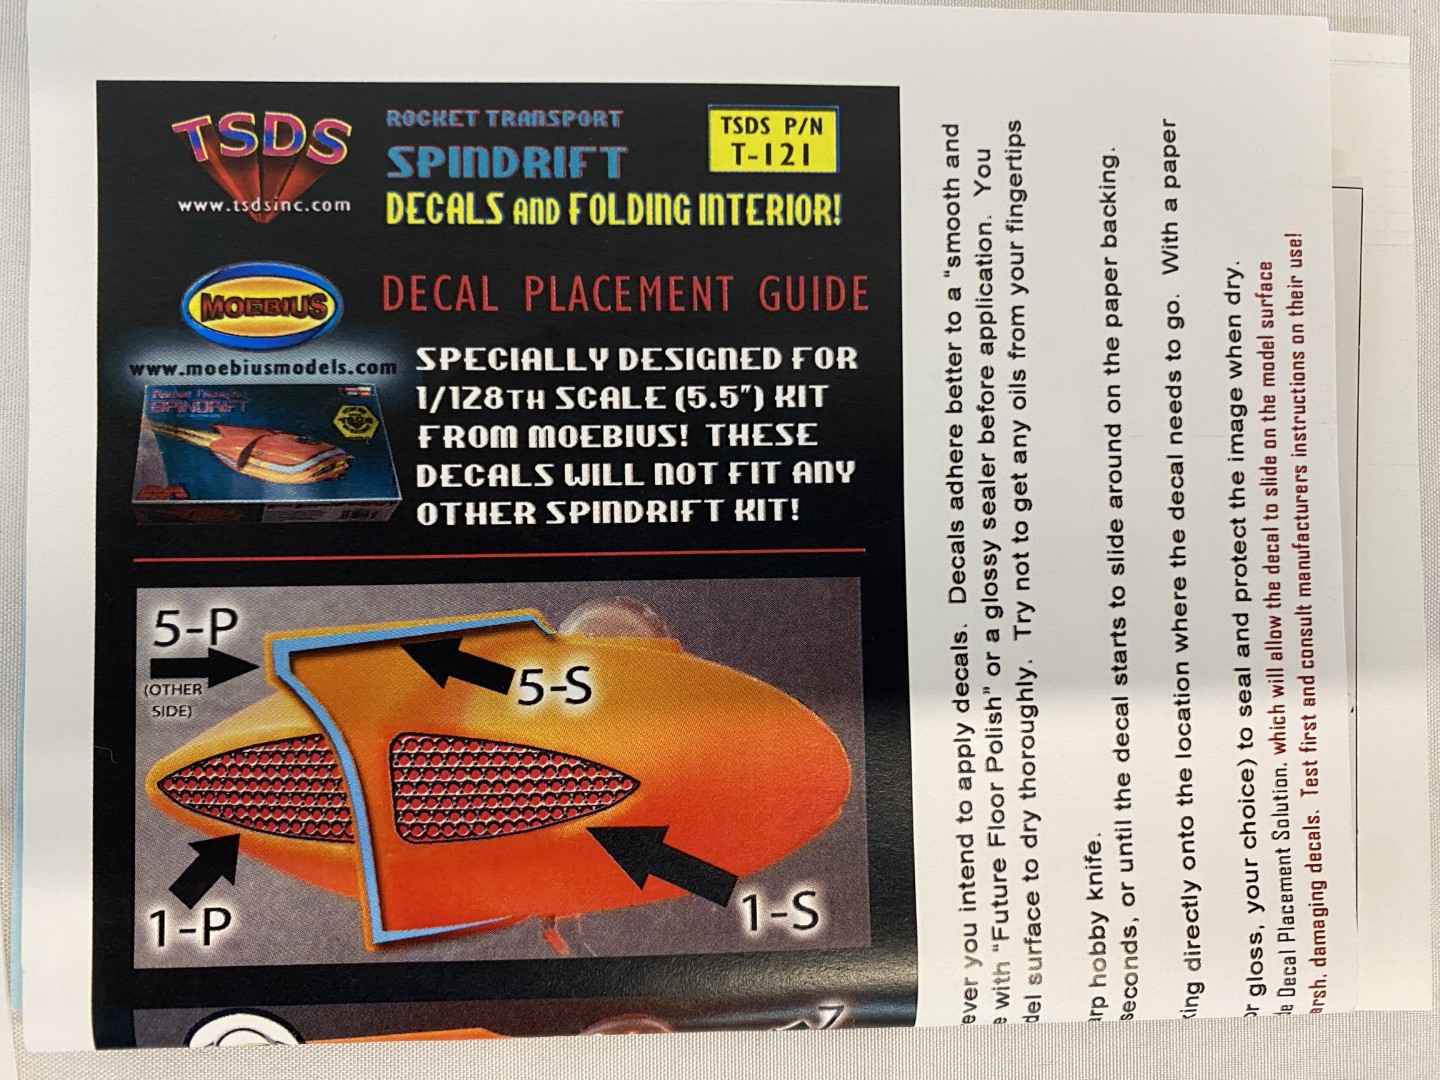 TSDS
www.tsdsinc.com
ROCKET TRANSPORT
SPINDRIFT
DECALS AND FOLDING INTERIOR!
TSDS P/N
T-121
MOEBIUS
www.moebiusmodels.com
SPINDRIFT
DECAL PLACEMENT GUIDE
SPECIALLY DESIGNED FOR
1/128TH SCALE (5.5") KIT
FROM MOEBIUS! THESE
DECALS WILL NOT FIT ANY
OTHER SPINDRIFT KIT!
5-P
(OTHER
SIDE)
5-S
1-P
1-S
ever you intend to apply decals. Decals adhere better to a "smooth and
e with "Future Floor Polish" or a glossy sealer before application. You
del surface to dry thoroughly. Try not to get any oils from your fingertips
arp hobby knife.
seconds, or until the decal starts to slide around on the paper backing.
king directly onto the location where the decal needs to go. With a paper
or gloss, your choice) to seal and protect the image when dry.
le Decal Placement Solution, which will allow the decal to slide on the model surface
arsh, damaging decals. Test first and consult manufacturers instructions on their use!